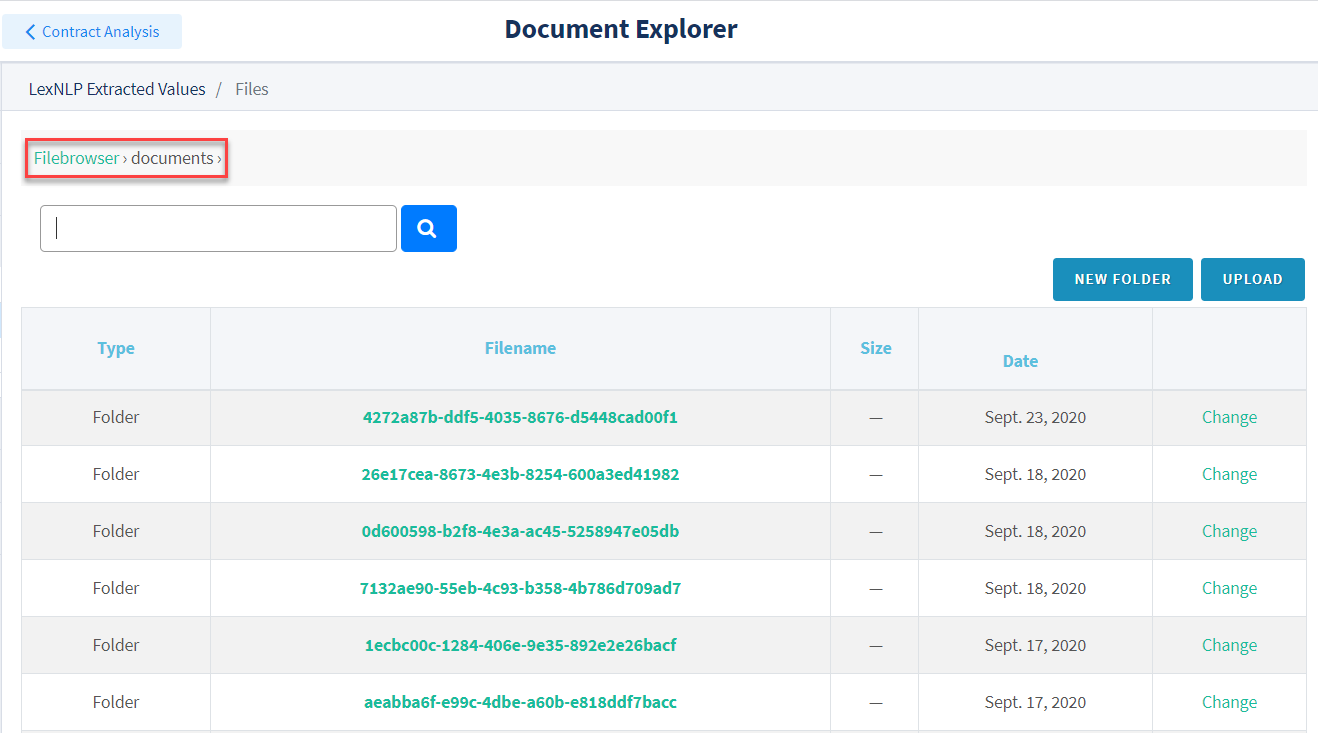 Contract Analysis
Document Explorer
LexNLP Extracted Values / Files
Filebrowser › documents ›
NEW FOLDER UPLOAD
Type Filename Size Date
Folder 4272a87b-ddf5-4035-8676-d5448cad00f1 — Sept. 23, 2020 Change
Folder 26e17cea-8673-4e3b-8254-600a3ed41982 — Sept. 18, 2020 Change
Folder 0d600598-b2f8-4e3a-ac45-5258947e05db — Sept. 18, 2020 Change
Folder 7132ae90-55eb-4c93-b358-4b786d709ad7 — Sept. 18, 2020 Change
Folder 1ecbc00c-1284-406e-9e35-892e2e26bacf — Sept. 17, 2020 Change
Folder aeabba6f-e99c-4dbe-a60b-e818ddf7bacc — Sept. 17, 2020 Change